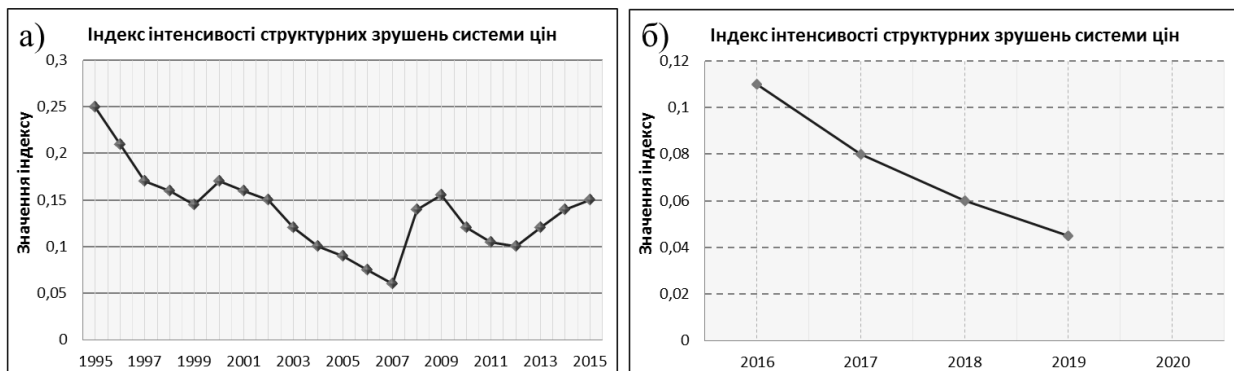 а)
Індекс інтенсивості структурних зрушень системи цін
Значення індексу
0,3
0,25
0,2
0,15
0,1
0,05
0
1995 1997 1999 2001 2003 2005 2007 2009 2011 2013 2015
б)
Індекс інтенсивості структурних зрушень системи цін
Значення індексу
0,12
0,1
0,08
0,06
0,04
0,02
0
2016 2017 2018 2019 2020